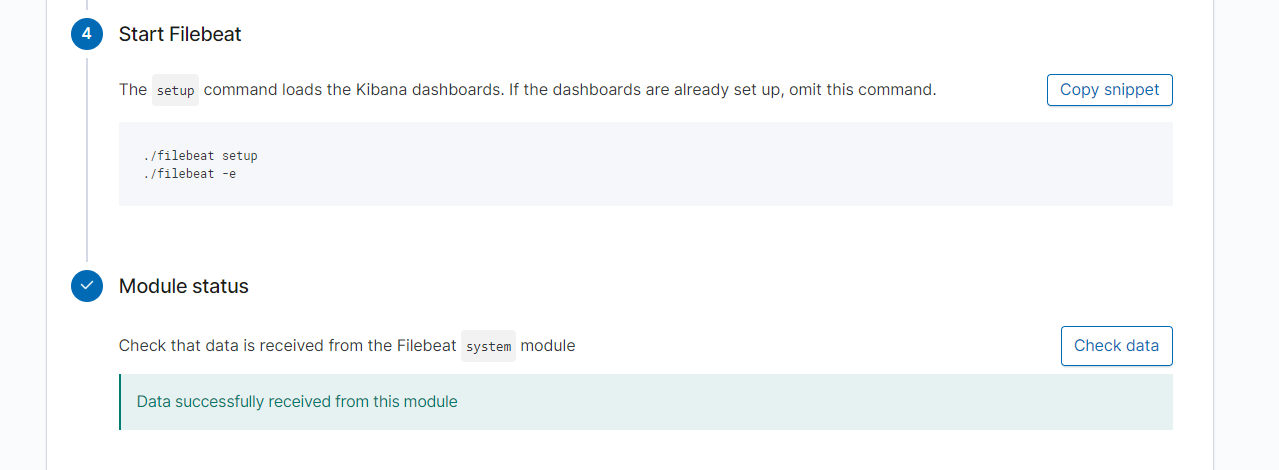 4 Start Filebeat
The setup command loads the Kibana dashboards. If the dashboards are already set up, omit this command.
Copy snippet
./filebeat setup
./filebeat -e
Module status
Check that data is received from the Filebeat system module
Check data
Data successfully received from this module